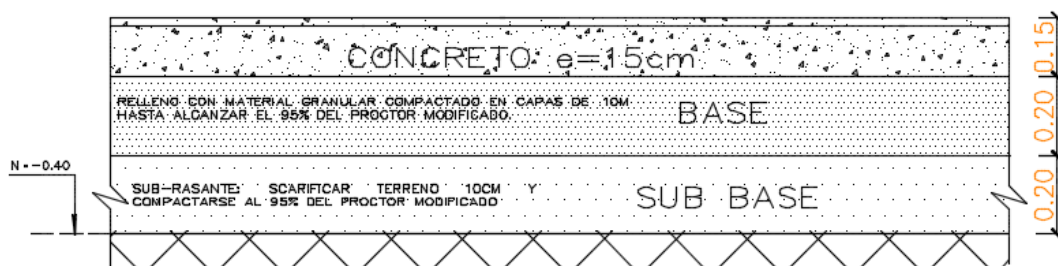 CONCRETO e=15cm
0.15
RELLENO CON MATERIAL GRANULAR COMPACTADO EN CAPAS DE .10M
HASTA ALCANZAR EL 95% DEL PROCTOR MODIFICADO.
BASE
0.20
N=-0.40
SUB-RASANTE: SCARIFICAR TERRENO 10CM Y
COMPACTARSE AL 95% DEL PROCTOR MODIFICADO
SUB BASE
0.20